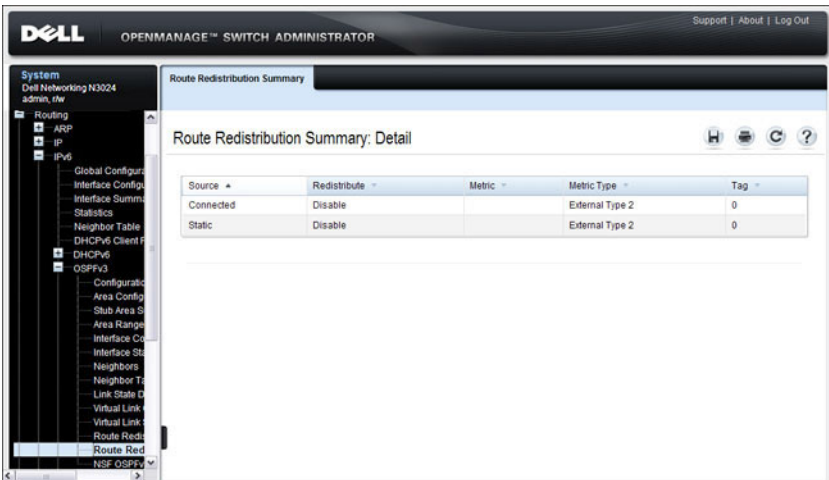 Support | About | Log Out
DELL OPENMANAGE™ SWITCH ADMINISTRATOR
System
Dell Networking N3024
admin, r/w
Routing
ARP
IP
IPv6
Global Configura
Interface Configu
Interface Summa
Statistics
Neighbor Table
DHCPv6 Client P
DHCPv6
OSPFv3
Configuratio
Area Config
Stub Area S
Area Range
Interface Co
Interface Sta
Neighbors
Neighbor Ta
Link State D
Virtual Link
Virtual Link
Route Redis
Route Red
NSF OSPFv
Route Redistribution Summary
Route Redistribution Summary: Detail
Source Redistribute Metric Metric Type Tag
Connected Disable External Type 2 0
Static Disable External Type 2 0